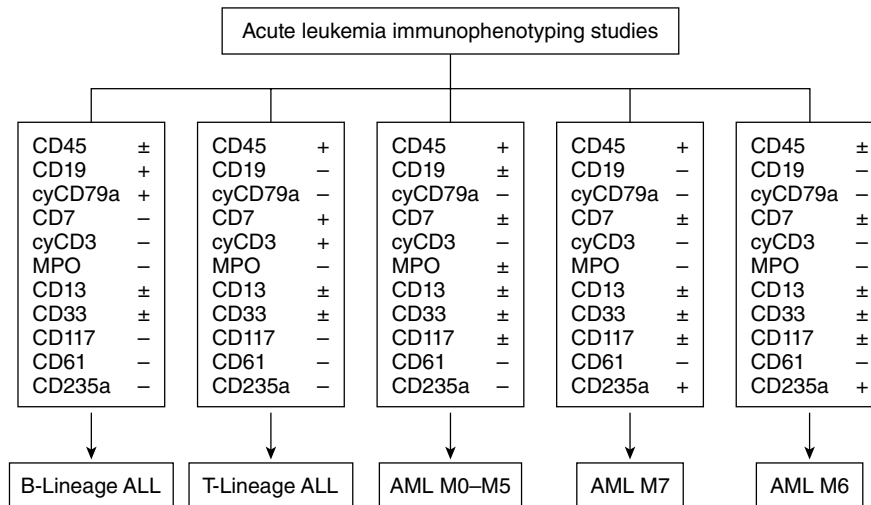 Acute leukemia immunophenotyping studies
CD45 ±
CD19 +
cyCD79a +
CD7 –
cyCD3 –
MPO –
CD13 ±
CD33 ±
CD117 –
CD61 –
CD235a –
B-Lineage ALL
CD45 +
CD19 –
cyCD79a –
CD7 +
cyCD3 +
MPO –
CD13 ±
CD33 ±
CD117 –
CD61 –
CD235a –
T-Lineage ALL
CD45 +
CD19 ±
cyCD79a –
CD7 ±
cyCD3 –
MPO ±
CD13 ±
CD33 ±
CD117 ±
CD61 –
CD235a –
AML M0–M5
CD45 +
CD19 –
cyCD79a –
CD7 ±
cyCD3 –
MPO –
CD13 ±
CD33 ±
CD117 ±
CD61 –
CD235a +
AML M7
CD45 ±
CD19 –
cyCD79a –
CD7 ±
cyCD3 –
MPO –
CD13 ±
CD33 ±
CD117 ±
CD61 –
CD235a +
AML M6